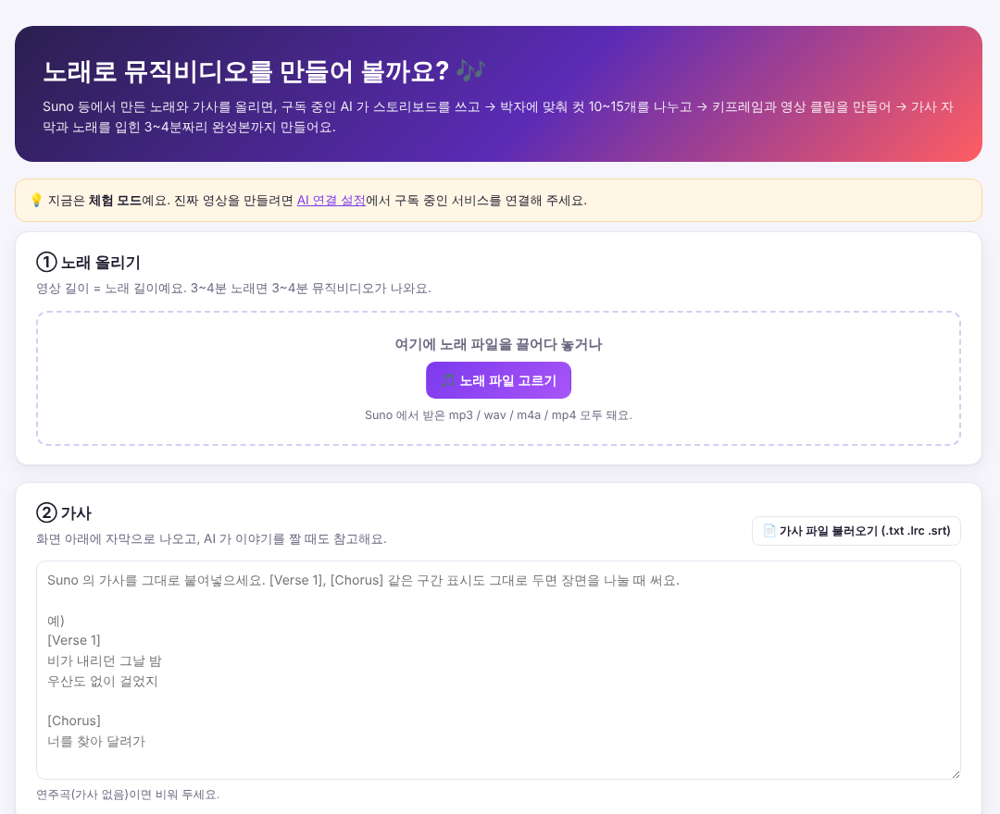 노래로 뮤직비디오를 만들어 볼까요? 🎶
Suno 등에서 만든 노래와 가사를 올리면, 구독 중인 AI 가 스토리보드를 쓰고 → 박자에 맞춰 컷 10~15개를 나누고 → 키프레임과 영상 클립을 만들어 → 가사 자
막과 노래를 입힌 3~4분짜리 완성본까지 만들어요.
💡 지금은 체험 모드예요. 진짜 영상을 만들려면 AI 연결 설정에서 구독 중인 서비스를 연결해 주세요.
① 노래 올리기
영상 길이 = 노래 길이예요. 3~4분 노래면 3~4분 뮤직비디오가 나와요.
여기에 노래 파일을 끌어다 놓거나
🎵 노래 파일 고르기
Suno 에서 받은 mp3 / wav / m4a / mp4 모두 돼요.
② 가사
화면 아래에 자막으로 나오고, AI 가 이야기를 짤 때도 참고해요.
📄 가사 파일 불러오기 (.txt .lrc .srt)
Suno 의 가사를 그대로 붙여넣으세요. [Verse 1], [Chorus] 같은 구간 표시도 그대로 두면 장면을 나눌 때 써요.
예)
[Verse 1]
비가 내리던 그날 밤
우산도 없이 걸었지
[Chorus]
너를 찾아 달려가
연주곡(가사 없음)이면 비워 두세요.